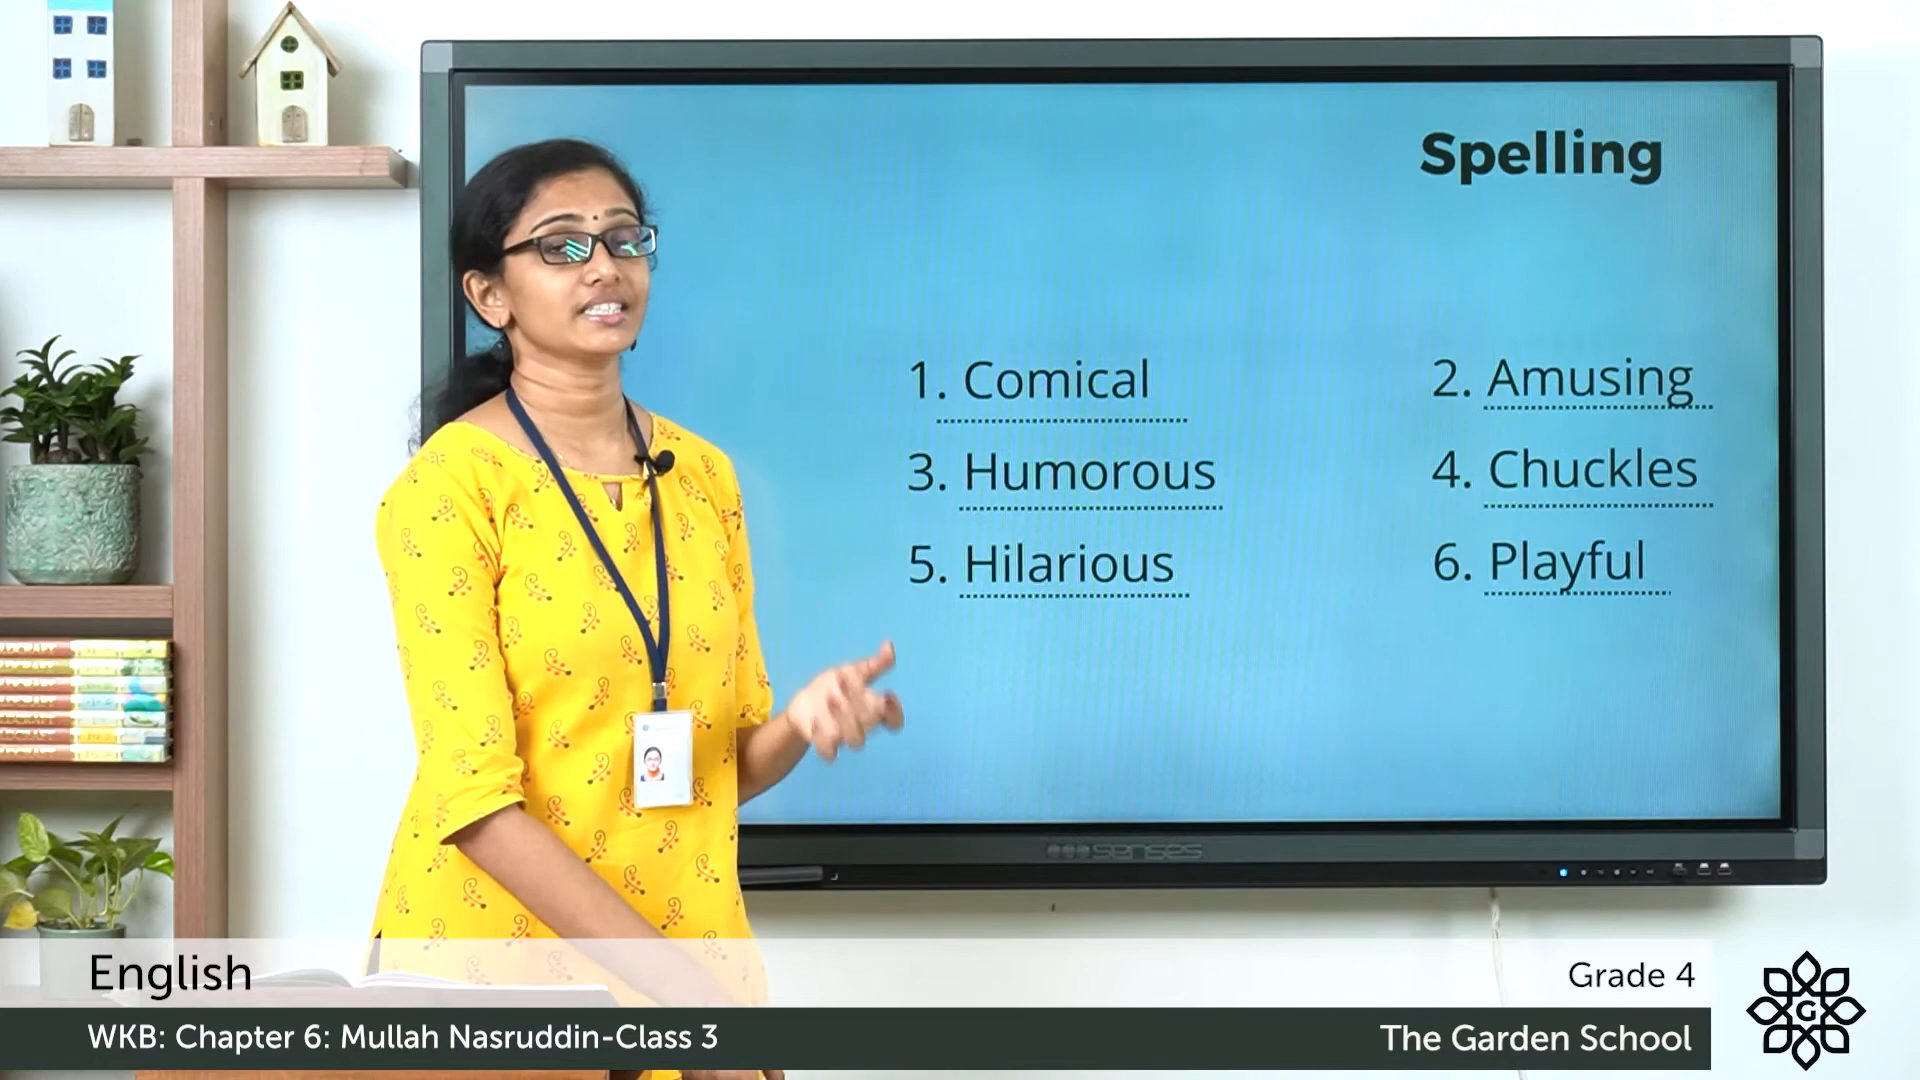 Spelling
1. Comical
2. Amusing
3. Humorous
4. Chuckles
5. Hilarious
6. Playful
senses
English
Grade 4
WKB: Chapter 6: Mullah Nasruddin-Class 3
The Garden School
G